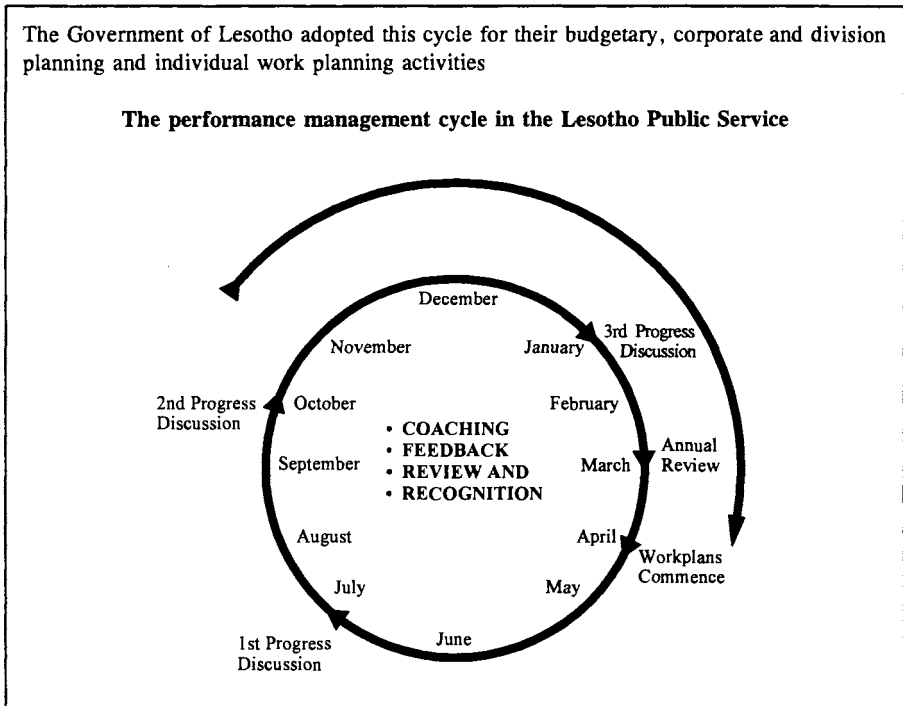 The Government of Lesotho adopted this cycle for their budgetary, corporate and division
planning and individual work planning activities
The performance management cycle in the Lesotho Public Service
December
January
3rd Progress
Discussion
February
March
Annual
Review
April
Workplans
Commence
May
June
July
1st Progress
Discussion
August
September
October
2nd Progress
Discussion
November
• COACHING
• FEEDBACK
• REVIEW AND
• RECOGNITION